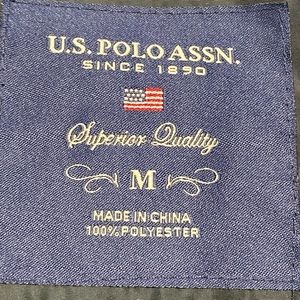 U.S. POLO ASSN.
SINCE 1890
Superior Quality
M
MADE IN CHINA
100% POLYESTER